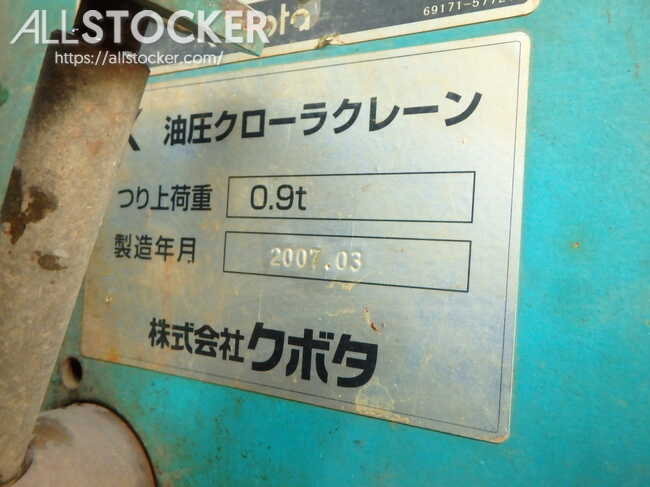 ALLSTOCKER
https://allstocker.com/
69171-5772
油圧クローラクレーン
つり上荷重 0.9t
製造年月 2007.03
株式会社クボタ